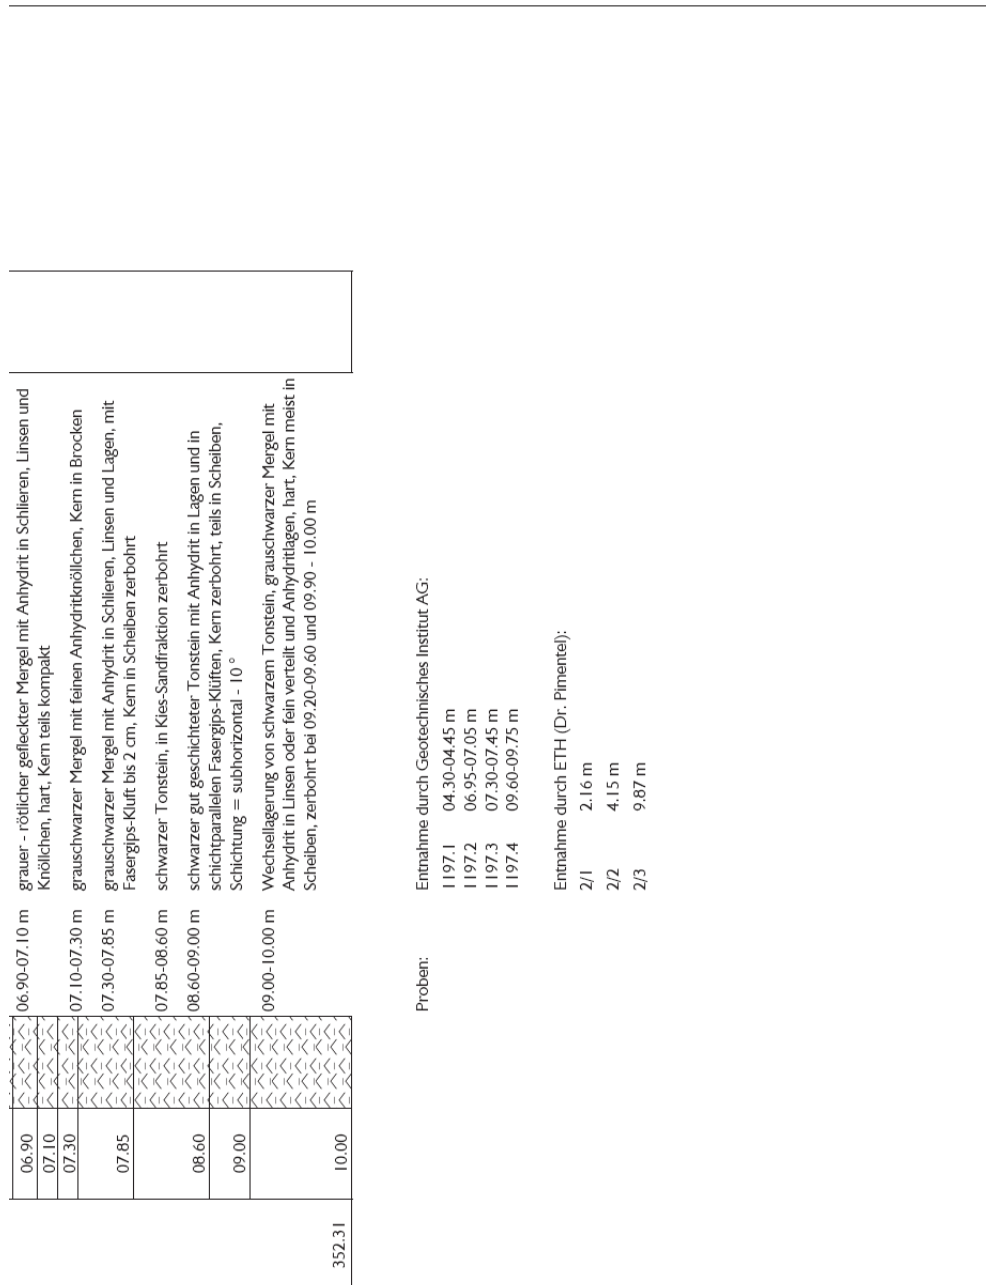 06.90
06.90-07.10 m
grauer - rötlicher gefleckter Mergel mit Anhydrit in Schlieren, Linsen und
Knöllchen, hart, Kern teils kompakt
07.10
07.10-07.30 m
grauschwarzer Mergel mit feinen Anhydritknöllchen, Kern in Brocken
07.30
07.30-07.85 m
grauschwarzer Mergel mit Anhydrit in Schlieren, Linsen und Lagen, mit
Fasergips-Kluft bis 2 cm, Kern in Scheiben zerbohrt
07.85
07.85-08.60 m
schwarzer Tonstein, in Kies-Sandfraktion zerbohrt
08.60
08.60-09.00 m
schwarzer gut geschichteter Tonstein mit Anhydrit in Lagen und in
schichtparallelen Fasergips-Klüften, Kern zerbohrt, teils in Scheiben,
Schichtung = subhorizontal - 10 °
09.00
09.00-10.00 m
Wechsellagerung von schwarzem Tonstein, grauschwarzer Mergel mit
Anhydrit in Linsen oder fein verteilt und Anhydritlagen, hart, Kern meist in
Scheiben, zerbohrt bei 09.20-09.60 und 09.90 - 10.00 m
352.31
10.00
Proben:
Entnahme durch Geotechnisches Institut AG:
1197.1 04.30-04.45 m
1197.2 06.95-07.05 m
1197.3 07.30-07.45 m
1197.4 09.60-09.75 m
Entnahme durch ETH (Dr. Pimentel):
2/1 2.16 m
2/2 4.15 m
2/3 9.87 m